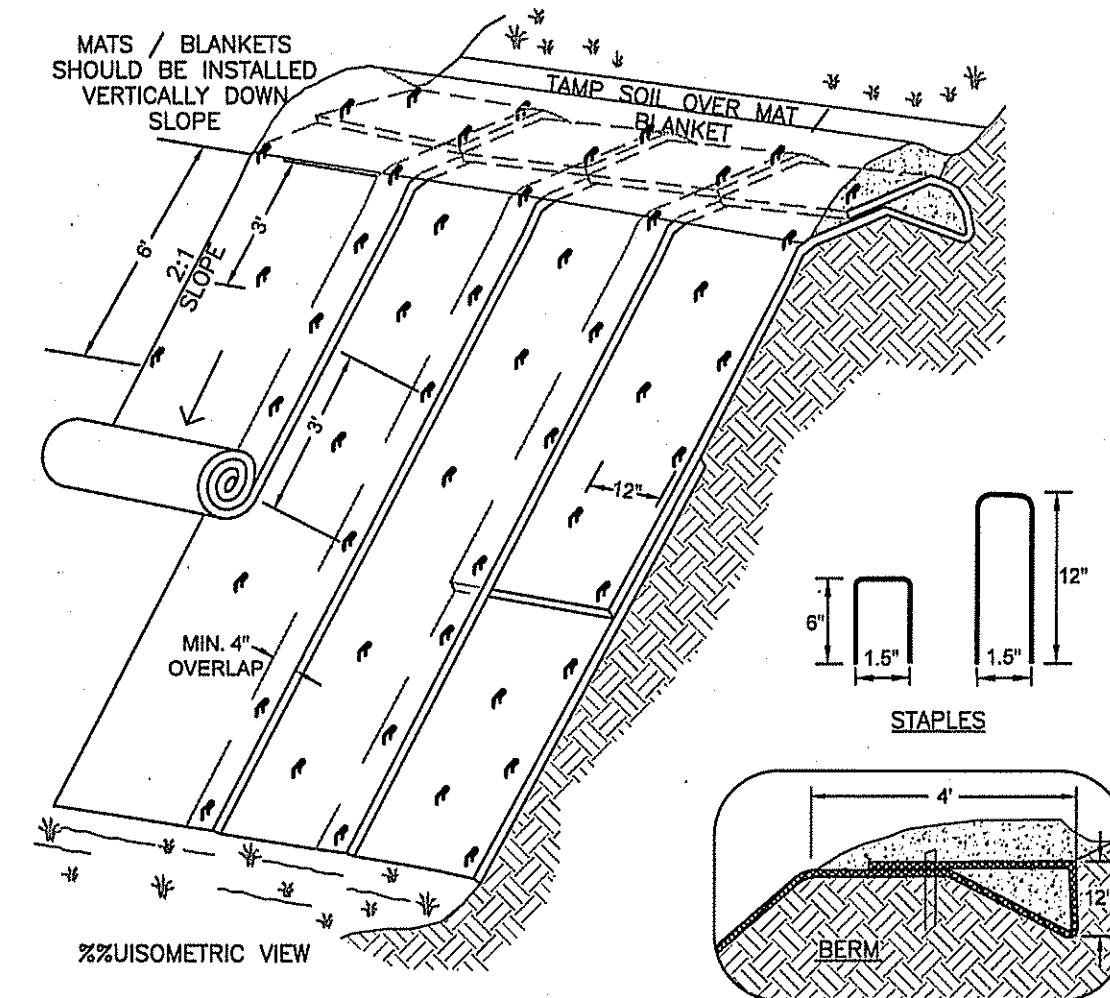 MATS / BLANKETS
SHOULD BE INSTALLED
VERTICALLY DOWN
SLOPE
TAMP SOIL OVER MAT /
BLANKET
6'
3'
2:1
SLOPE
3'
12"
MIN. 4"
OVERLAP
6"
1.5"
12"
1.5"
STAPLES
4'
12"
BERM
%%UISOMETRIC VIEW